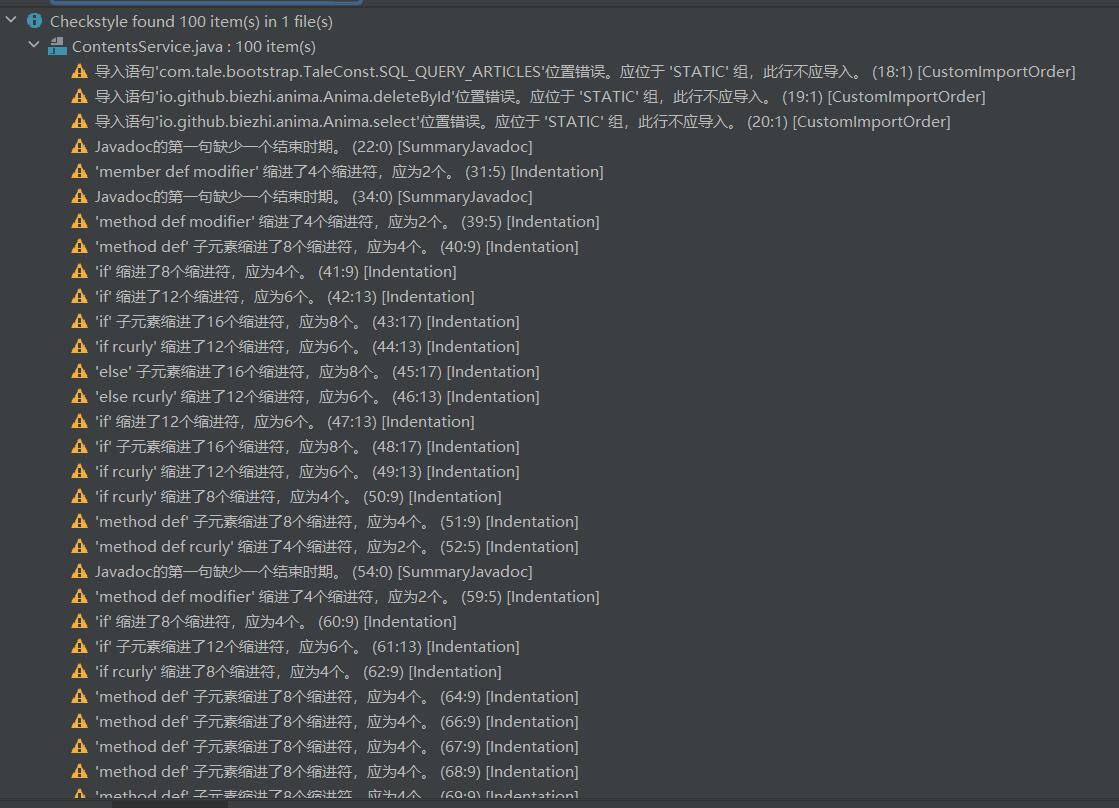 Checkstyle found 100 item(s) in 1 file(s)
ContentsService.java : 100 item(s)
导入语句'com.tale.bootstrap.TaleConst.SQL_QUERY_ARTICLES'位置错误。应位于 'STATIC' 组，此行不应导入。 (18:1) [CustomImportOrder]
导入语句'io.github.biezhi.anima.Anima.deleteById'位置错误。应位于 'STATIC' 组，此行不应导入。 (19:1) [CustomImportOrder]
导入语句'io.github.biezhi.anima.Anima.select'位置错误。应位于 'STATIC' 组，此行不应导入。 (20:1) [CustomImportOrder]
Javadoc的第一句缺少一个结束时期。 (22:0) [SummaryJavadoc]
'member def modifier' 缩进了4个缩进符，应为2个。 (31:5) [Indentation]
Javadoc的第一句缺少一个结束时期。 (34:0) [SummaryJavadoc]
'method def modifier' 缩进了4个缩进符，应为2个。 (39:5) [Indentation]
'method def' 子元素缩进了8个缩进符，应为4个。 (40:9) [Indentation]
'if' 缩进了8个缩进符，应为4个。 (41:9) [Indentation]
'if' 缩进了12个缩进符，应为6个。 (42:13) [Indentation]
'if' 子元素缩进了16个缩进符，应为8个。 (43:17) [Indentation]
'if rcurly' 缩进了12个缩进符，应为6个。 (44:13) [Indentation]
'else' 子元素缩进了16个缩进符，应为8个。 (45:17) [Indentation]
'else rcurly' 缩进了12个缩进符，应为6个。 (46:13) [Indentation]
'if' 缩进了12个缩进符，应为6个。 (47:13) [Indentation]
'if' 子元素缩进了16个缩进符，应为8个。 (48:17) [Indentation]
'if rcurly' 缩进了12个缩进符，应为6个。 (49:13) [Indentation]
'if rcurly' 缩进了8个缩进符，应为4个。 (50:9) [Indentation]
'method def' 子元素缩进了8个缩进符，应为4个。 (51:9) [Indentation]
'method def rcurly' 缩进了4个缩进符，应为2个。 (52:5) [Indentation]
Javadoc的第一句缺少一个结束时期。 (54:0) [SummaryJavadoc]
'method def modifier' 缩进了4个缩进符，应为2个。 (59:5) [Indentation]
'if' 缩进了8个缩进符，应为4个。 (60:9) [Indentation]
'if' 子元素缩进了12个缩进符，应为6个。 (61:13) [Indentation]
'if rcurly' 缩进了8个缩进符，应为4个。 (62:9) [Indentation]
'method def' 子元素缩进了8个缩进符，应为4个。 (64:9) [Indentation]
'method def' 子元素缩进了8个缩进符，应为4个。 (66:9) [Indentation]
'method def' 子元素缩进了8个缩进符，应为4个。 (67:9) [Indentation]
'method def' 子元素缩进了8个缩进符，应为4个。 (68:9) [Indentation]
'method def' 子元素缩进了8个缩进符，应为4个。 (69:9) [Indentation]